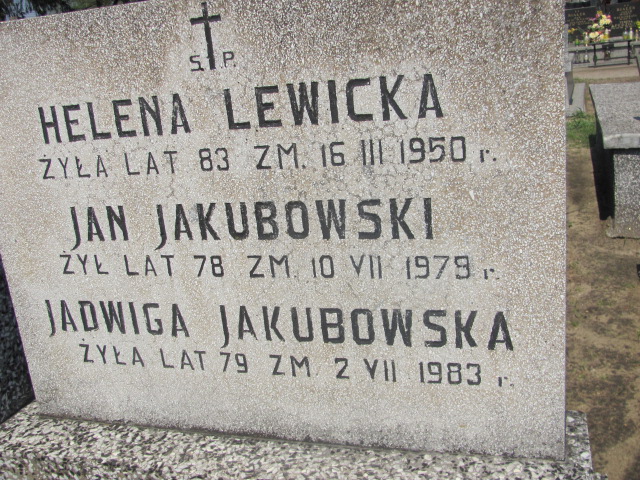 Ś.P.
HELENA LEWICKA
ŻYŁA LAT 83 ZM. 16 III 1950 r.
JAN JAKUBOWSKI
ŻYŁ LAT 78 ZM. 10 VII 1979 r.
JADWIGA JAKUBOWSKA
ŻYŁA LAT 79 ZM. 2 VII 1983 r.